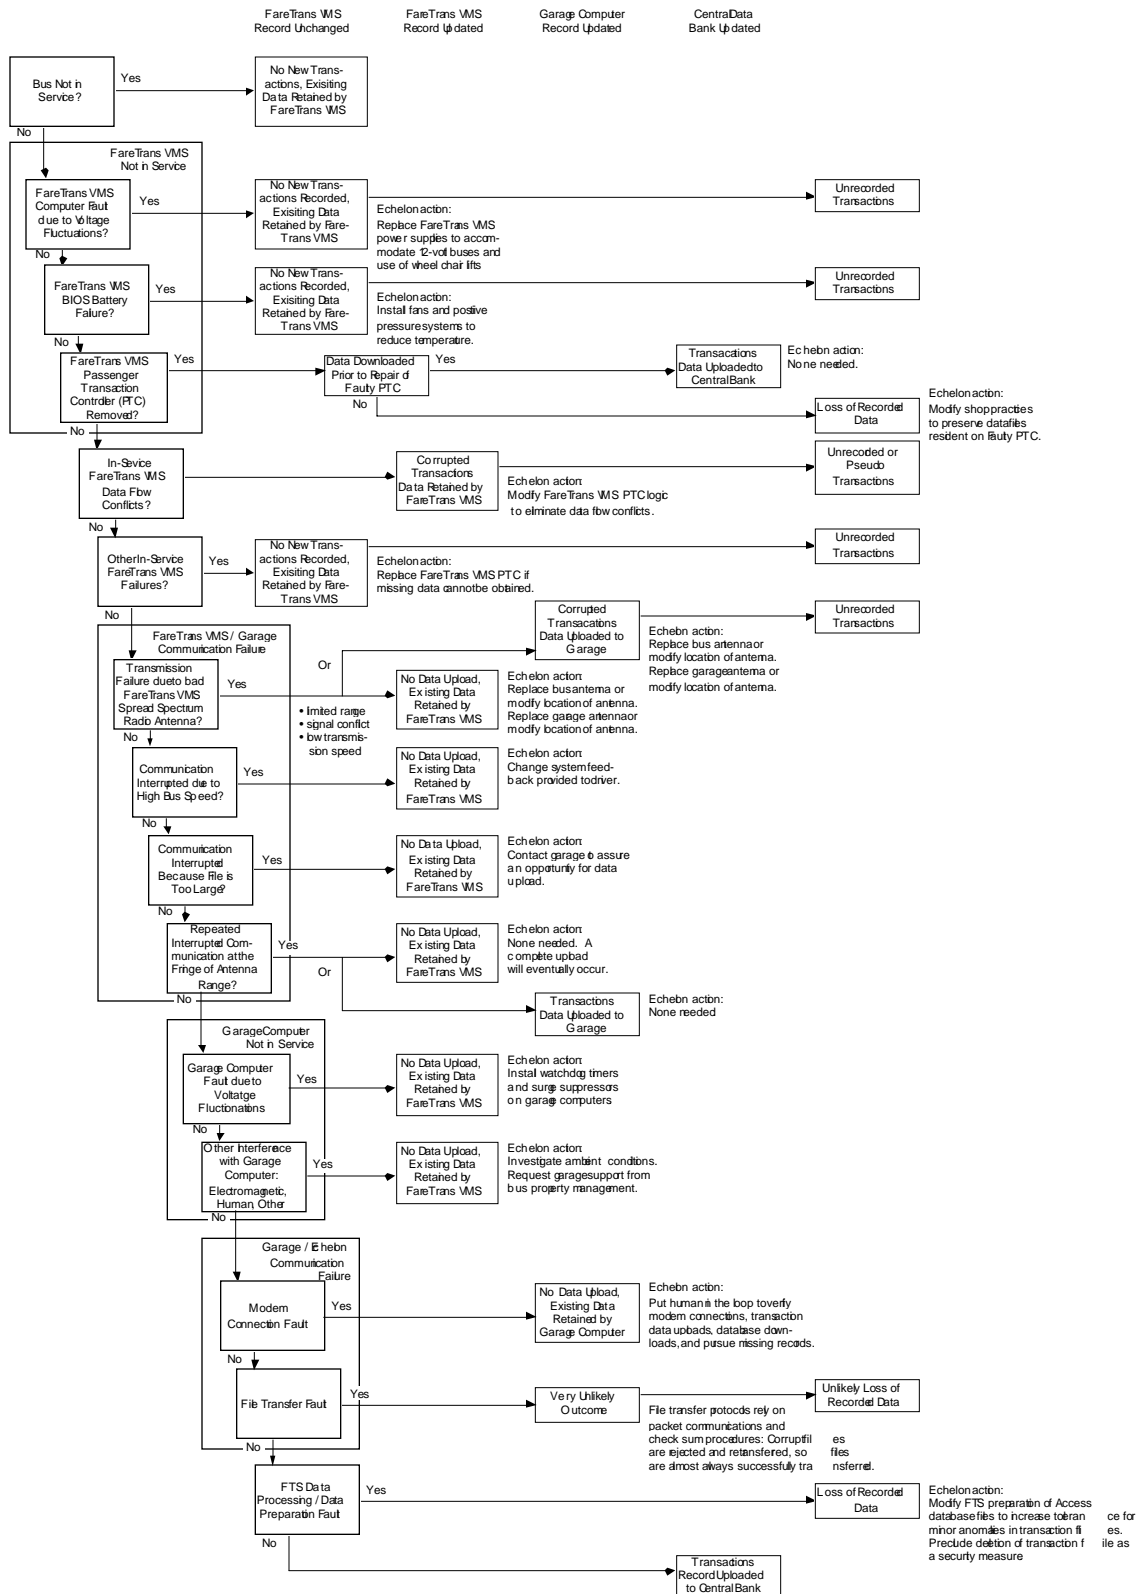 FareTrans VMS
Record Unchanged
FareTrans VMS
Record Updated
Garage Computer
Record Updated
Central Data
Bank Updated
Bus Not in
Service?
Yes
No New Trans-
actions, Exisiting
Data Retained by
FareTrans VMS
No
FareTrans VMS
Not in Service
FareTrans VMS
Computer Fault
due to Voltage
Fluctuations?
Yes
No New Trans-
actions Recorded,
Exisiting Data
Retained by Fare-
Trans VMS
Echelon action:
Replace FareTrans VMS
power supplies to accom-
modate 12-volt buses and
use of wheel chair lifts
Unrecorded
Transactions
No
FareTrans VMS
BIOS Battery
Failure?
Yes
No New Trans-
actions Recorded,
Exisiting Data
Retained by Fare-
Trans VMS
Echelon action:
Install fans and postive
pressure systems to
reduce temperature.
Unrecorded
Transactions
No
FareTrans VMS
Passenger
Transaction
Controller (PTC)
Removed?
Yes
Data Downloaded
Prior to Repair of
Faulty PTC
Yes
Transacations
Data Uploaded to
Central Bank
Echelon action:
None needed.
No
Loss of Recorded
Data
Echelon action:
Modify shop practices
to preserve data files
resident on Faulty PTC.
No
In-Sevice
FareTrans VMS
Data Flow
Conflicts?
Yes
Corrupted
Transactions
Data Retained by
FareTrans VMS
Echelon action:
Modify FareTrans VMS PTC logic
to eliminate data flow conflicts.
Unrecorded or
Pseudo
Transactions
No
Other In-Service
FareTrans VMS
Failures?
Yes
No New Trans-
actions Recorded,
Exisiting Data
Retained by Fare-
Trans VMS
Echelon action:
Replace FareTrans VMS PTC if
missing data cannot be obtained.
Unrecorded
Transactions
No
FareTrans VMS / Garage
Communication Failure
Transmission
Failure due to bad
FareTrans VMS
Spread Spectrum
Radio Antenna?
Yes
Or
• limited range
• signal conflict
• low transmis-
sion speed
Corrupted
Transacations
Data Uploaded to
Garage
Echelon action:
Replace bus antenna or
modify location of antenna.
Replace garage antenna or
modify location of antenna.
Unrecorded
Transactions
No Data Upload,
Existing Data
Retained by
FareTrans VMS
Echelon action:
Replace bus antenna or
modify location of antenna.
Replace garage antenna or
modify location of antenna.
No
Communication
Interrupted due to
High Bus Speed?
Yes
No Data Upload,
Existing Data
Retained by
FareTrans VMS
Echelon action:
Change system feed-
back provided to driver.
No
Communication
Interrupted
Because File is
Too Large?
Yes
No Data Upload,
Existing Data
Retained by
FareTrans VMS
Echelon action:
Contact garage to assure
an opportunity for data
upload.
No
Repeated
Interrupted Com-
munication at the
Fringe of Antenna
Range?
Yes
Or
No Data Upload,
Existing Data
Retained by
FareTrans VMS
Echelon action:
None needed. A
complete upload
will eventually occur.
Transactions
Data Uploaded to
Garage
Echelon action:
None needed
No
Garage Computer
Not in Service
Garage Computer
Fault due to
Voltatge
Fluctionations
Yes
No Data Upload,
Existing Data
Retained by
FareTrans VMS
Echelon action:
Install watchdog timers
and surge suppressors
on garage computers
No
Other Interference
with Garage
Computer:
Electromagnetic,
Human, Other
Yes
No Data Upload,
Existing Data
Retained by
FareTrans VMS
Echelon action:
Investigate ambient conditions.
Request garage support from
bus property management.
No
Garage / Echelon
Communication
Failure
Modem
Connection Fault
Yes
No Data Upload,
Existing Data
Retained by
Garage Computer
Echelon action:
Put human in the loop to verify
modem connections, transaction
data uploads, database down-
loads, and pursue missing records.
No
File Transfer Fault
Yes
Very Unlikely
Outcome
File transfer protocols rely on
packet communications and
check sum procedures: Corrupt files
are rejected and retransferred, so files
are almost always successfully transferred.
Unlikely Loss of
Recorded Data
No
FTS Data
Processing / Data
Preparation Fault
Yes
Loss of Recorded
Data
Echelon action:
Modify FTS preparation of Access
database files to increase tolerance for
minor anomalies in transaction files.
Preclude deletion of transaction file as
a security measure
No
Transactions
Record Uploaded
to Central Bank